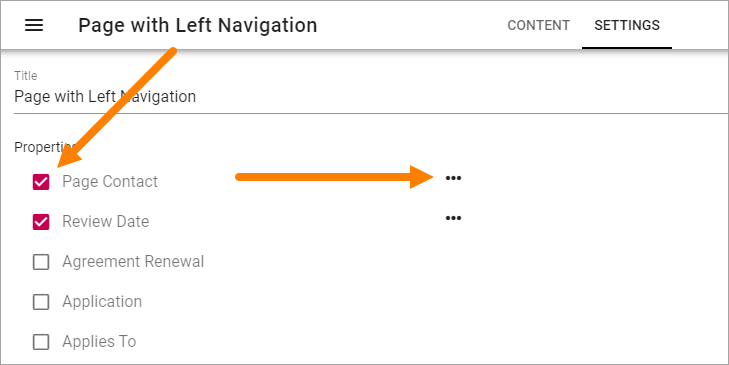 Page with Left Navigation CONTENT SETTINGS
Title
Page with Left Navigation
Properties
Page Contact
Review Date
Agreement Renewal
Application
Applies To